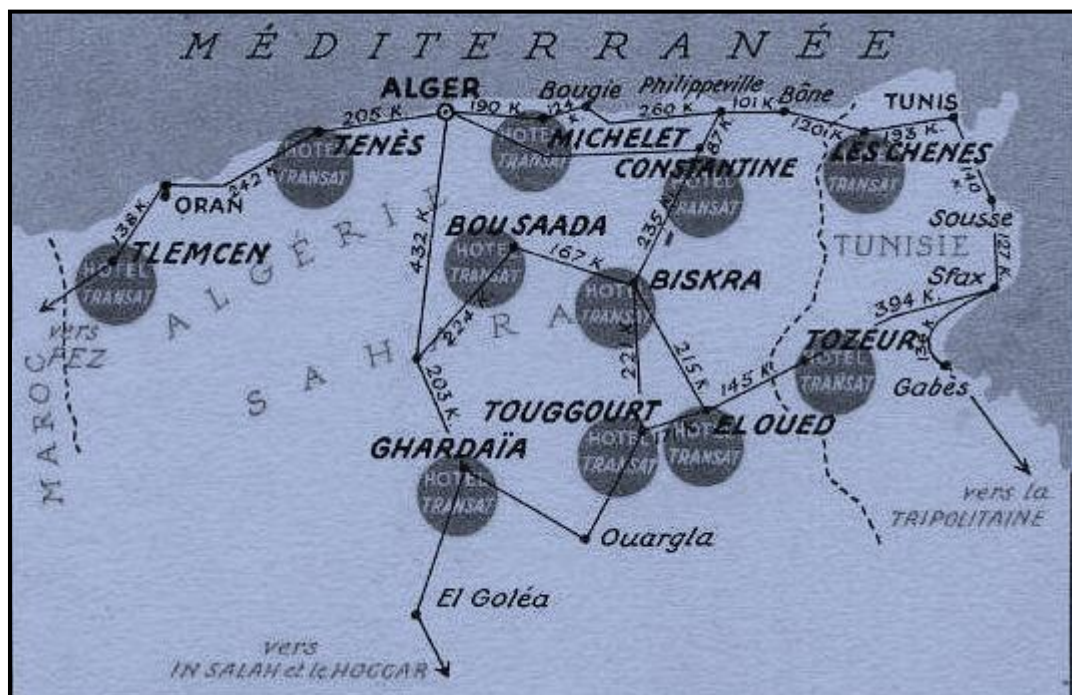 MÉDITERRANÉE
ALGER
Bougie
Philippeville
Bône
TUNIS
205 K.
190 K.
124 K
260 K.
101 K.
120 K.
193 K.
TENÈS
MICHELET
CONSTANTINE
87 K
LES CHENES
HOTEL
TRANSAT
HOTEL
TRANSAT
HOTEL
TRANSAT
HOTEL
TRANSAT
242 K
140 K
ORAN
138 K.
TLEMCEN
HOTEL
TRANSAT
ALGÉRIE
432 K.
BOU SAADA
HOTEL
TRANSAT
167 K
235 K
Sousse
TUNISIE
127 K.
BISKRA
HOTEL
TRANSAT
Sfax
394 K.
vers
FEZ
MAROC
SAHARA
224 K
215 K
TOZEUR
HOTEL
TRANSAT
Gabès
203 K
145 K
TOUGGOURT
HOTEL
TRANSAT
EL OUED
HOTEL
TRANSAT
GHARDAÏA
HOTEL
TRANSAT
vers la
TRIPOLITAINE
Ouargla
El Goléa
vers
IN SALAH et le HOGGAR